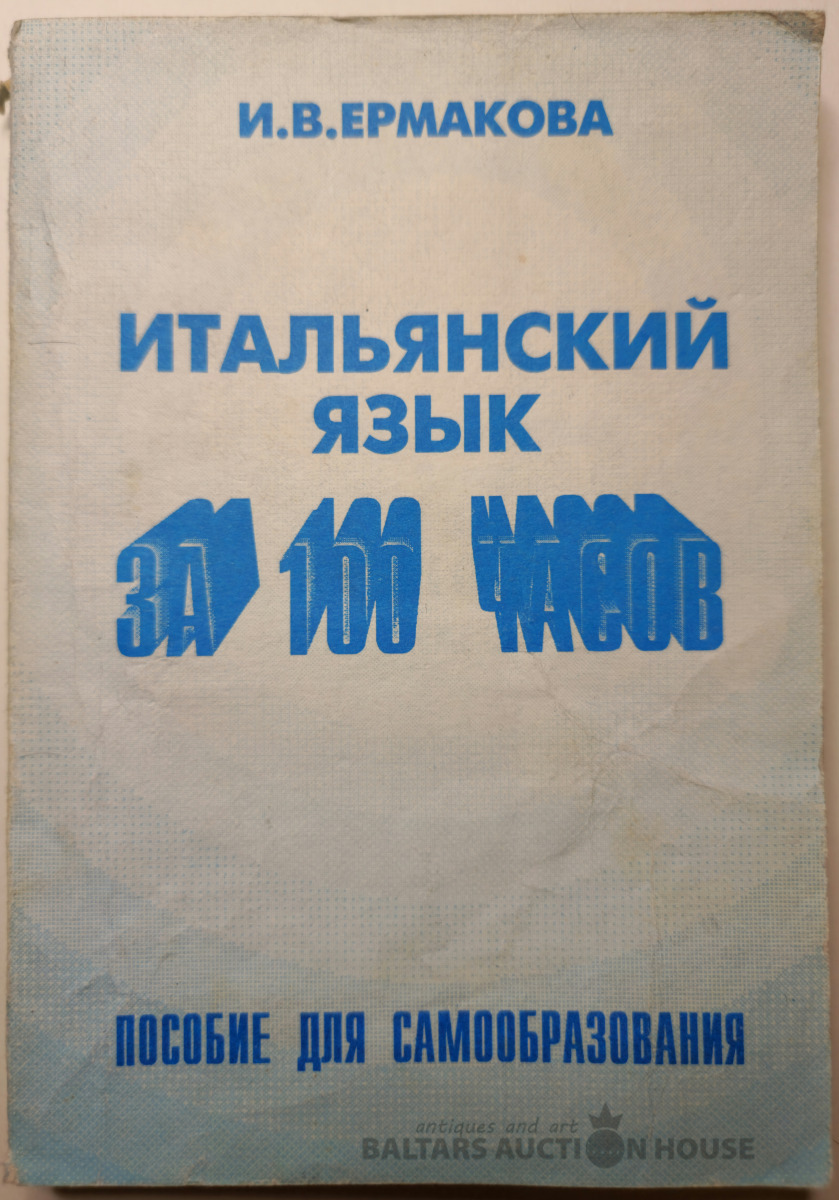 И.В.ЕРМАКОВА
ИТАЛЬЯНСКИЙ
ЯЗЫК
ЗА 100 ЧАСОВ
ПОСОБИЕ ДЛЯ САМООБРАЗОВАНИЯ
antiques and art
BALTARS AUCTION HOUSE